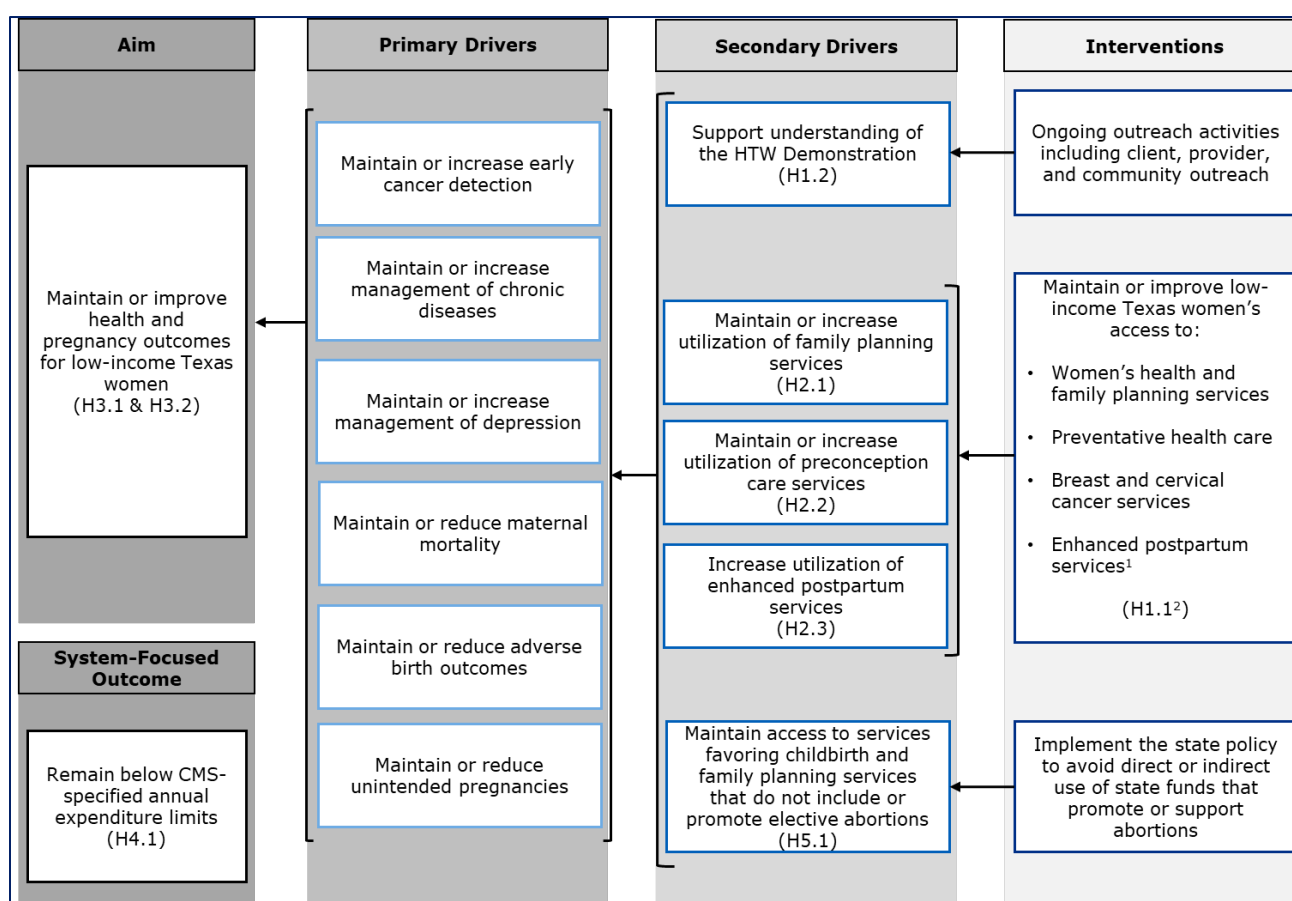 Aim
Maintain or improve
health and
pregnancy outcomes
for low-income Texas
women
(H3.1 & H3.2)
System-Focused
Outcome
Remain below CMS-
specified annual
expenditure limits
(H4.1)
Primary Drivers
Maintain or increase early
cancer detection
Maintain or increase
management of chronic
diseases
Maintain or increase
management of depression
Maintain or reduce maternal
mortality
Maintain or reduce adverse
birth outcomes
Maintain or reduce
unintended pregnancies
Secondary Drivers
Support understanding of
the HTW Demonstration
(H1.2)
Maintain or increase
utilization of family planning
services
(H2.1)
Maintain or increase
utilization of preconception
care services
(H2.2)
Increase utilization of
enhanced postpartum
services
(H2.3)
Maintain access to services
favoring childbirth and
family planning services
that do not include or
promote elective abortions
(H5.1)
Interventions
Ongoing outreach activities
including client, provider,
and community outreach
Maintain or improve low-
income Texas women’s
access to:
• Women’s health and
family planning services
• Preventative health care
• Breast and cervical
cancer services
• Enhanced postpartum
services¹
(H1.1²)
Implement the state policy
to avoid direct or indirect
use of state funds that
promote or support
abortions